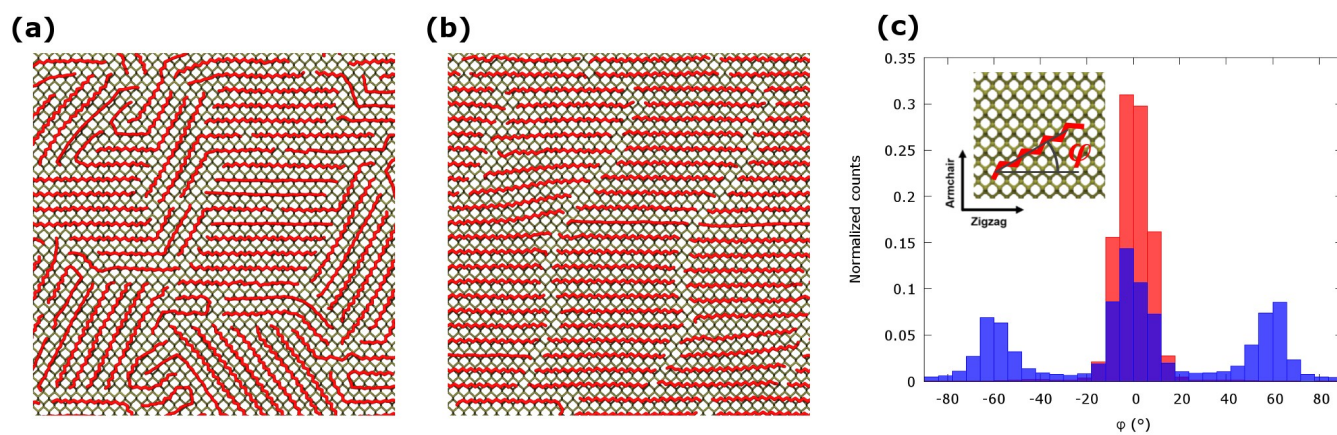 (a)
(b)
(c)
0.35
0.3
0.25
0.2
0.15
0.1
0.05
0
Normalized counts
Armchair
Zigzag
φ
-80 -60 -40 -20 0 20 40 60 80
φ (°)